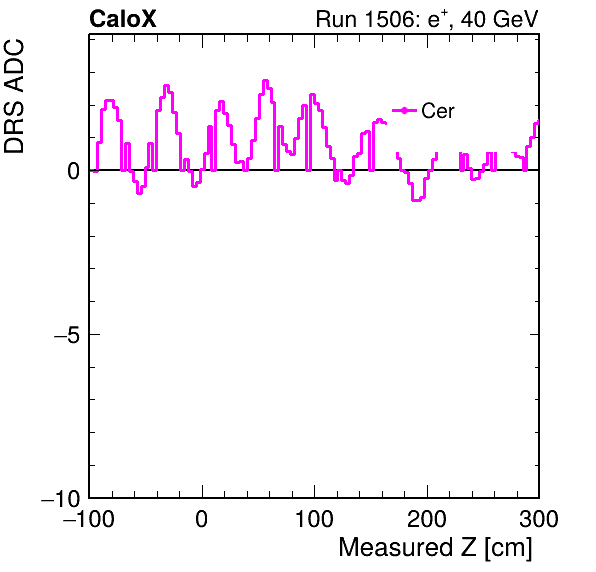 CaloX Run 1506: e⁺, 40 GeV
DRS ADC
Cer
0
−5
−10
−100 0 100 200 300
Measured Z [cm]